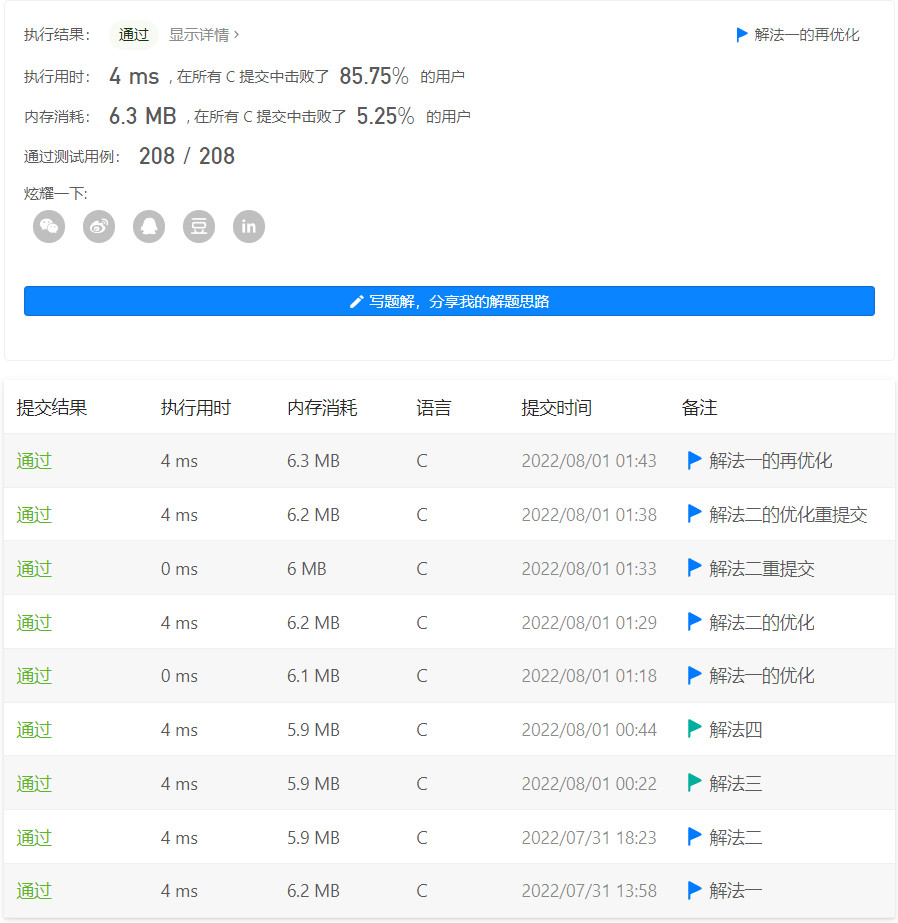 执行结果： 通过 显示详情 › 解法一的再优化
执行用时： 4 ms ，在所有 C 提交中击败了 85.75% 的用户
内存消耗： 6.3 MB ，在所有 C 提交中击败了 5.25% 的用户
通过测试用例： 208 / 208
炫耀一下:
豆 in
写题解，分享我的解题思路
提交结果 执行用时 内存消耗 语言 提交时间 备注
通过 4 ms 6.3 MB C 2022/08/01 01:43 解法一的再优化
通过 4 ms 6.2 MB C 2022/08/01 01:38 解法二的优化重提交
通过 0 ms 6 MB C 2022/08/01 01:33 解法二重提交
通过 4 ms 6.2 MB C 2022/08/01 01:29 解法二的优化
通过 0 ms 6.1 MB C 2022/08/01 01:18 解法一的优化
通过 4 ms 5.9 MB C 2022/08/01 00:44 解法四
通过 4 ms 5.9 MB C 2022/08/01 00:22 解法三
通过 4 ms 5.9 MB C 2022/07/31 18:23 解法二
通过 4 ms 6.2 MB C 2022/07/31 13:58 解法一